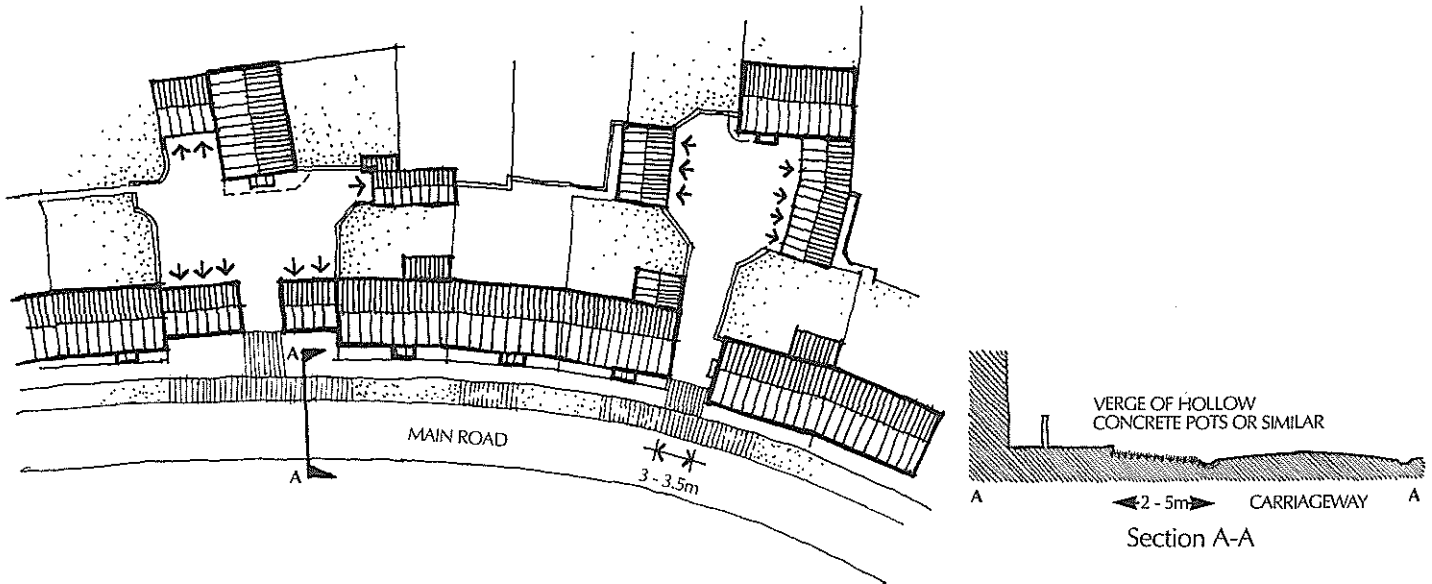 A
MAIN ROAD
A
3 - 3.5m
VERGE OF HOLLOW
CONCRETE POTS OR SIMILAR
A
2 - 5m
CARRIAGEWAY
A
Section A-A